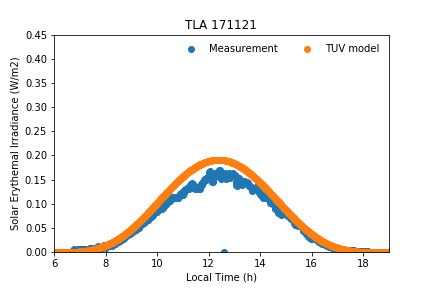 TLA 171121
Measurement TUV model
Solar Erythemal Irradiance (W/m2)
0.45
0.40
0.35
0.30
0.25
0.20
0.15
0.10
0.05
0.00
6 8 10 12 14 16 18
Local Time (h)